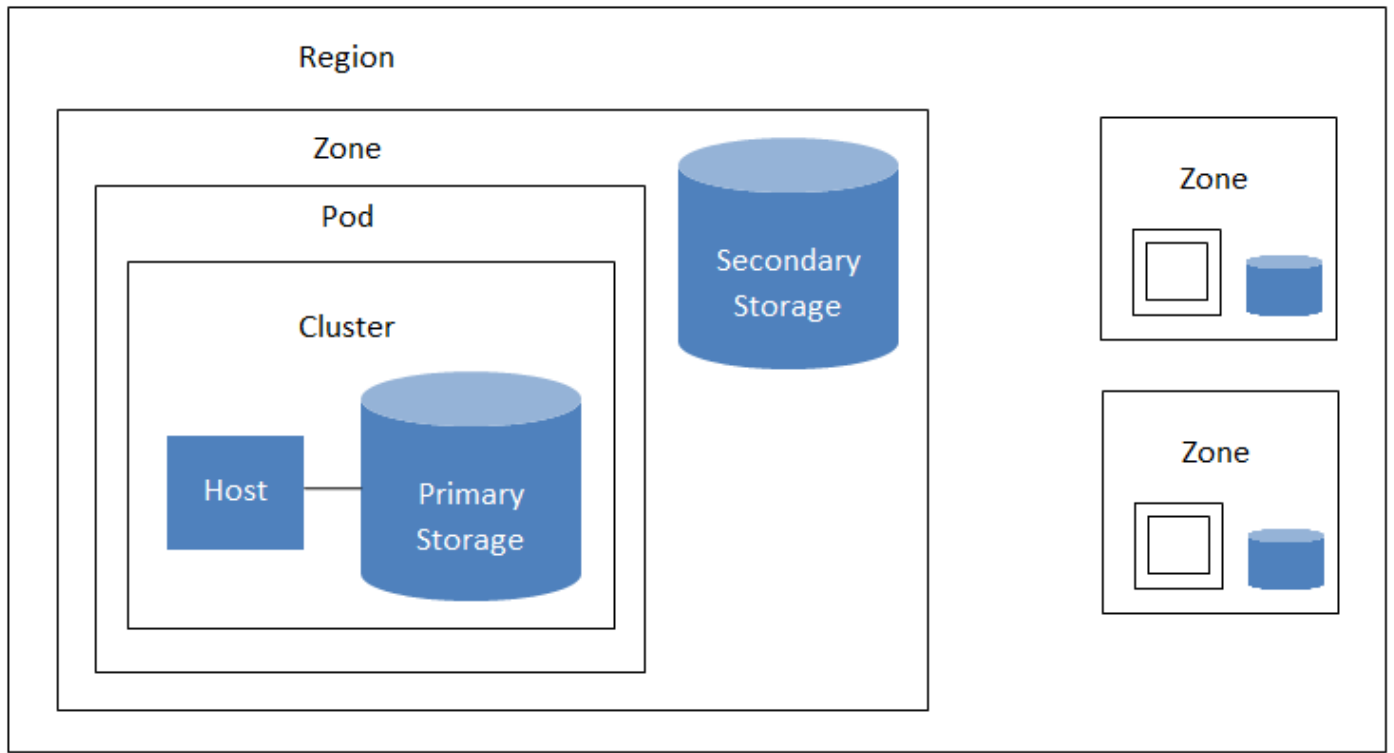 Region
Zone
Pod
Cluster
Host
Primary
Storage
Secondary
Storage
Zone
Zone